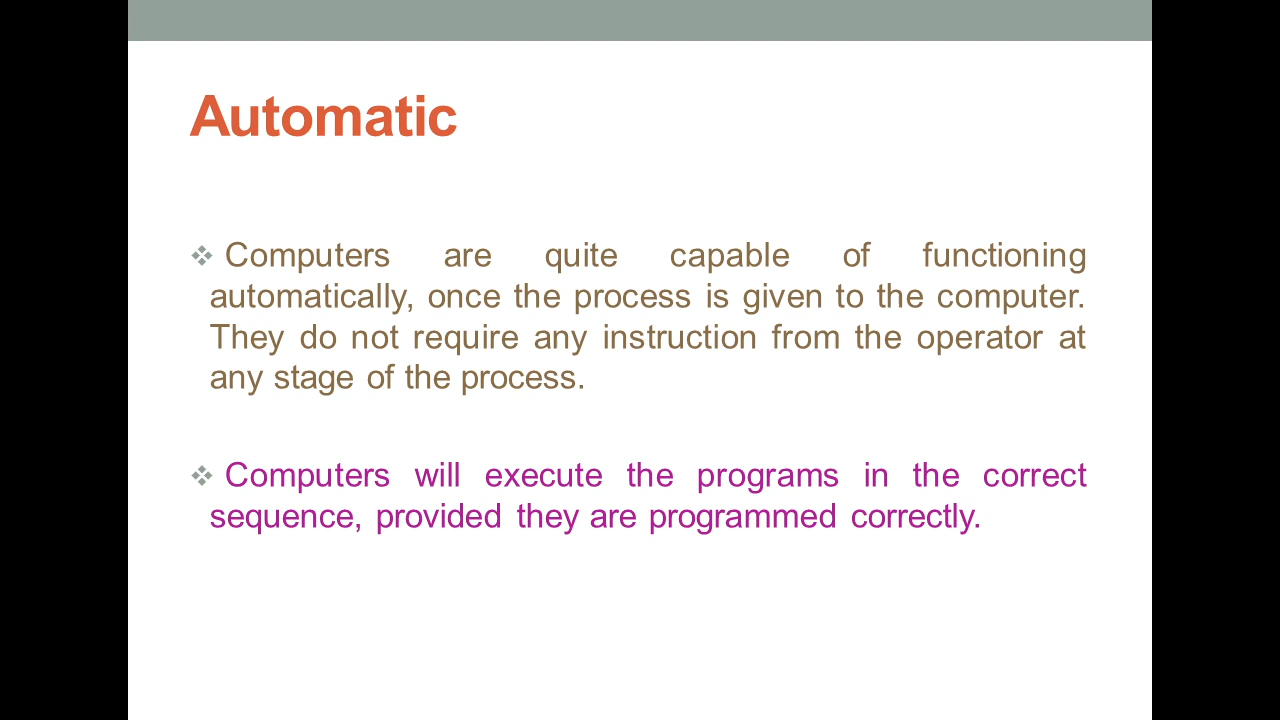 Automatic
❖ Computers are quite capable of functioning
automatically, once the process is given to the computer.
They do not require any instruction from the operator at
any stage of the process.
❖ Computers will execute the programs in the correct
sequence, provided they are programmed correctly.